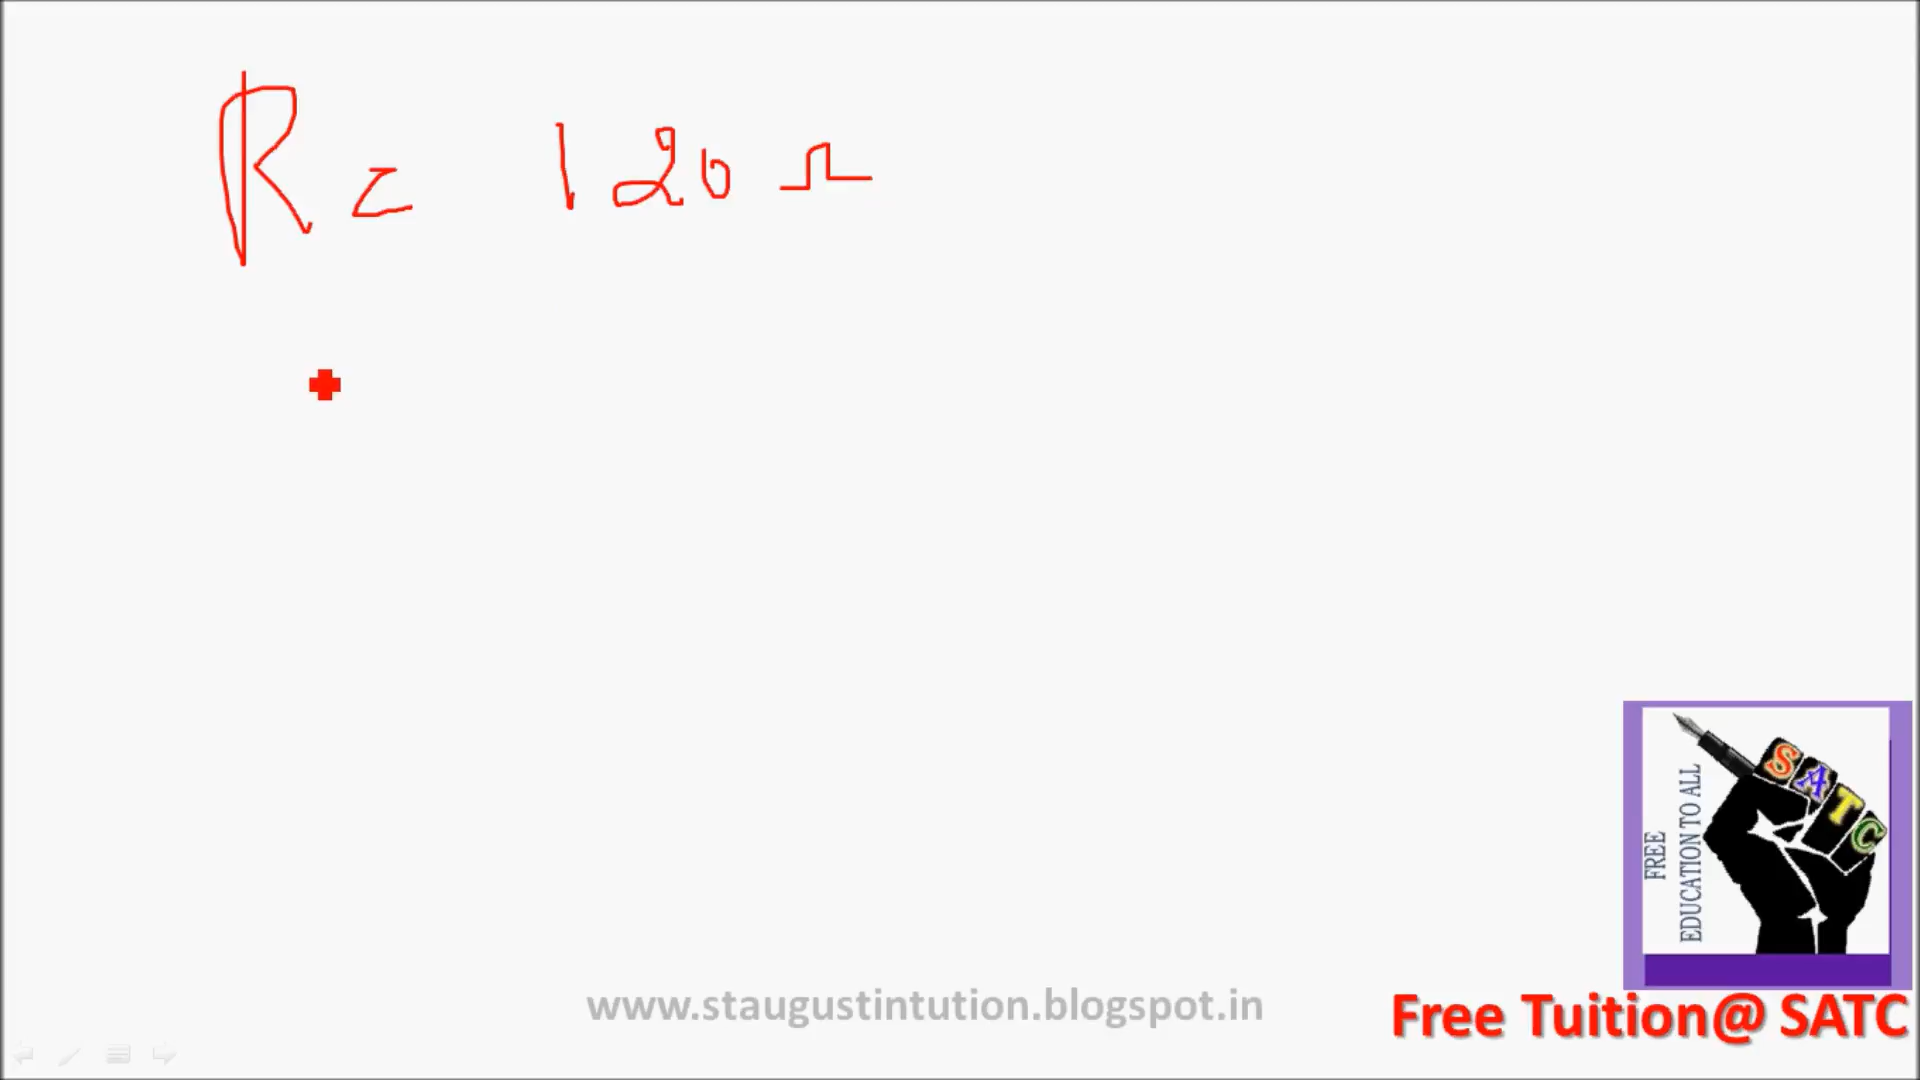 R = 120 Ω
FREE
EDUCATION TO ALL
SATC
www.staugustintution.blogspot.in
Free Tuition@ SATC